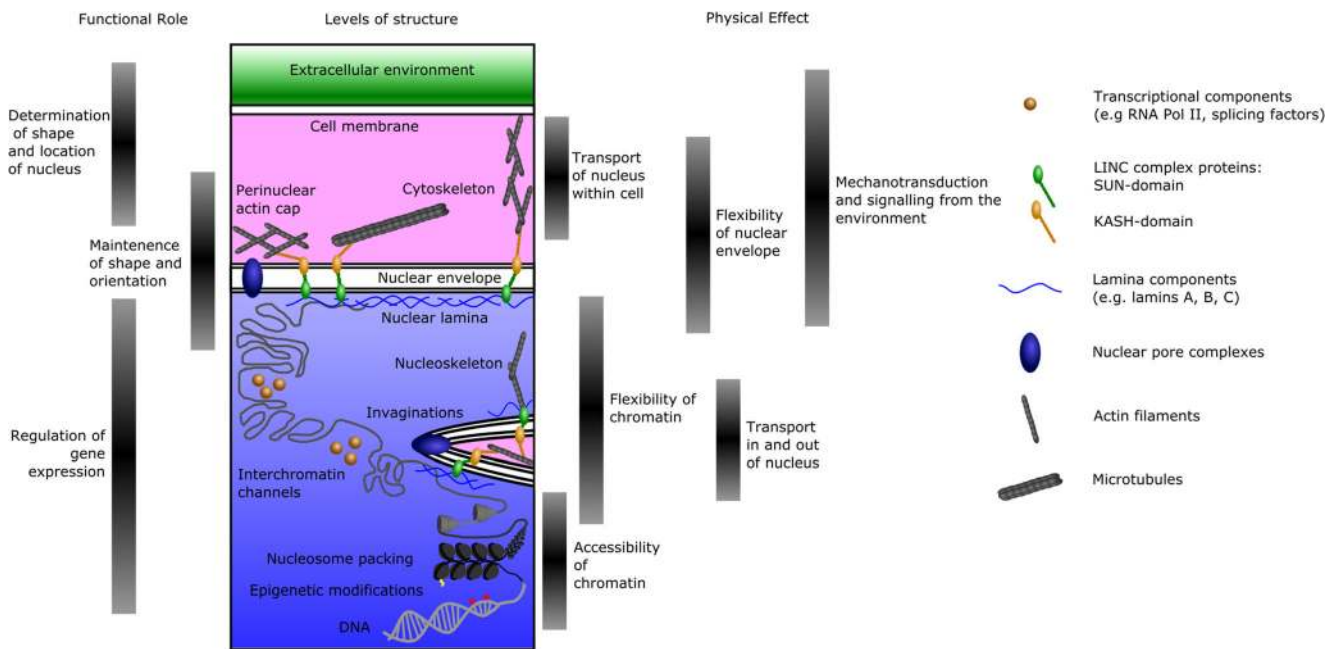 Functional Role
Levels of structure
Physical Effect
Determination
of shape
and location
of nucleus
Maintenence
of shape and
orientation
Regulation of
gene
expression
Extracellular environment
Cell membrane
Perinuclear
actin cap
Cytoskeleton
Nuclear envelope
Nuclear lamina
Nucleoskeleton
Invaginations
Interchromatin
channels
Nucleosome packing
Epigenetic modifications
DNA
Transport
of nucleus
within cell
Flexibility of
chromatin
Accessibility
of
chromatin
Flexibility
of nuclear
envelope
Transport
in and out
of nucleus
Mechanotransduction
and signalling from the
environment
Transcriptional components
(e.g RNA Pol II, splicing factors)
LINC complex proteins:
SUN-domain
KASH-domain
Lamina components
(e.g. lamins A, B, C)
Nuclear pore complexes
Actin filaments
Microtubules